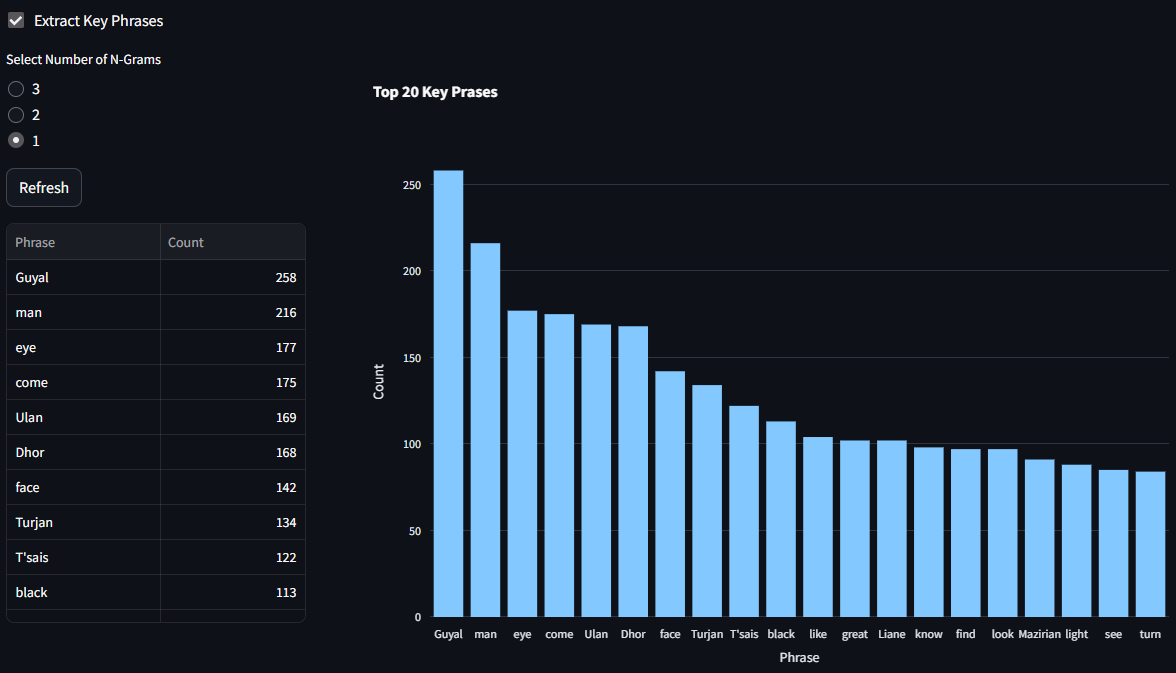 Extract Key Phrases
Select Number of N-Grams
3
2
1
Refresh
Phrase Count
Guyal 258
man 216
eye 177
come 175
Ulan 169
Dhor 168
face 142
Turjan 134
T'sais 122
black 113
Top 20 Key Prases
250
200
150
100
50
0
Count
Guyal man eye come Ulan Dhor face Turjan T'sais black like great Liane know find look Mazirian light see turn
Phrase